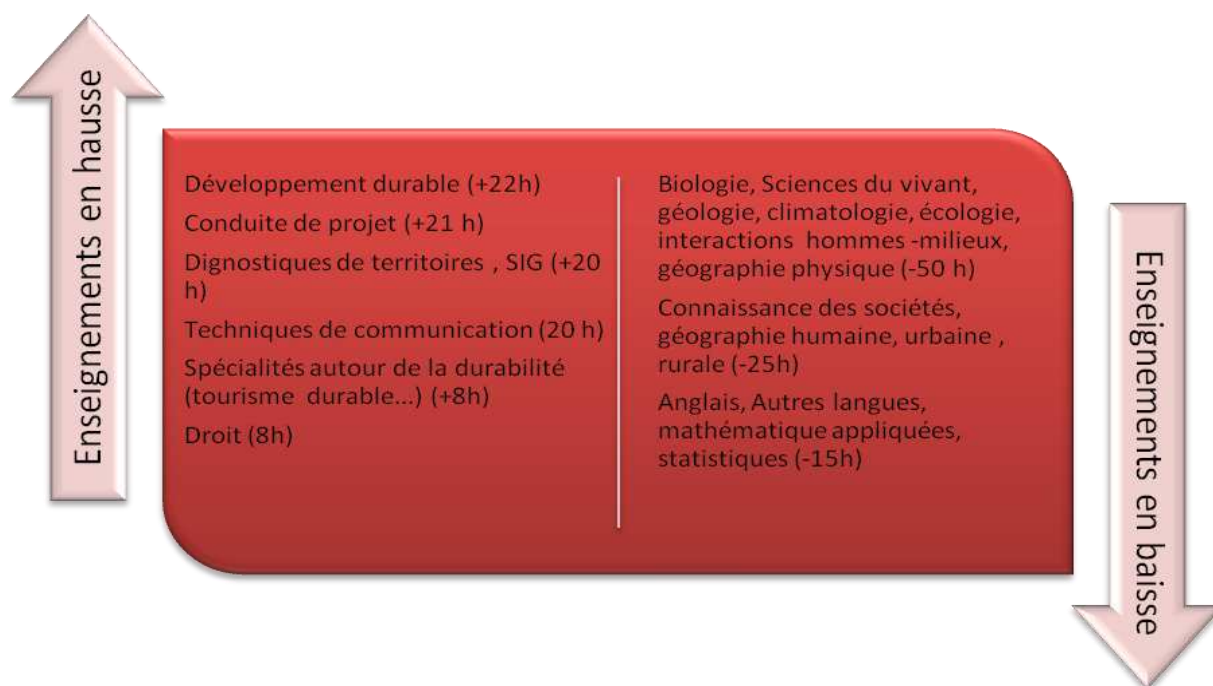 Enseignements en hausse
Développement durable (+22h)
Conduite de projet (+21 h)
Dignostiques de territoires , SIG (+20
h)
Techniques de communication (20 h)
Spécialités autour de la durabilité
(tourisme durable...) (+8h)
Droit (8h)
Biologie, Sciences du vivant,
géologie, climatologie, écologie,
interactions hommes -milieux,
géographie physique (-50 h)
Connaissance des sociétés,
géographie humaine, urbaine ,
rurale (-25h)
Anglais, Autres langues,
mathématique appliquées,
statistiques (-15h)
Enseignements en baisse